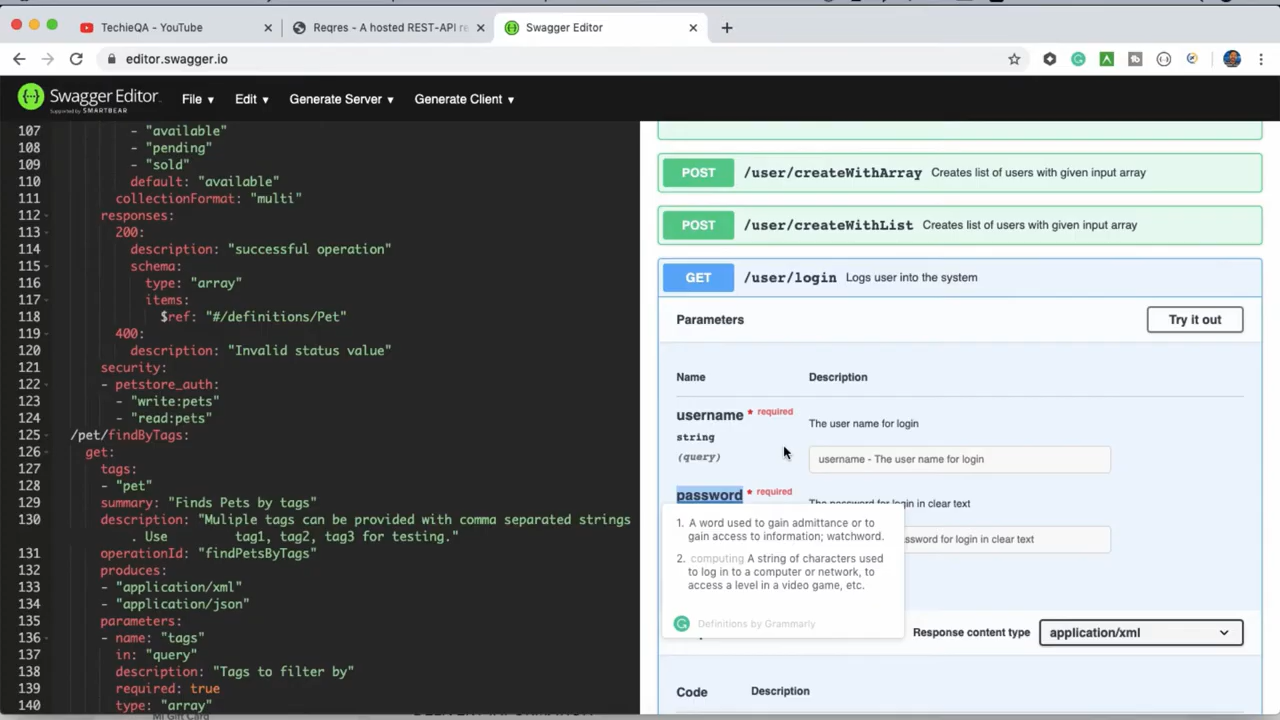 TechieQA - YouTube
Reqres - A hosted REST-API re
Swagger Editor
editor.swagger.io
Swagger Editor
Supported by SMARTBEAR
File
Edit
Generate Server
Generate Client
107 - "available"
108 - "pending"
109 - "sold"
110 default: "available"
111 collectionFormat: "multi"
112 responses:
113 200:
114 description: "successful operation"
115 schema:
116 type: "array"
117 items:
118 $ref: "#/definitions/Pet"
119 400:
120 description: "Invalid status value"
121 security:
122 - petstore_auth:
123 - "write:pets"
124 - "read:pets"
125 /pet/findByTags:
126 get:
127 tags:
128 - "pet"
129 summary: "Finds Pets by tags"
130 description: "Muliple tags can be provided with comma separated strings
. Use tag1, tag2, tag3 for testing."
131 operationId: "findPetsByTags"
132 produces:
133 - "application/xml"
134 - "application/json"
135 parameters:
136 - name: "tags"
137 in: "query"
138 description: "Tags to filter by"
139 required: true
140 type: "array"
POST /user/createWithArray Creates list of users with given input array
POST /user/createWithList Creates list of users with given input array
GET /user/login Logs user into the system
Parameters
Try it out
Name Description
username * required
string
(query)
The user name for login
username - The user name for login
password * required
The password for login in clear text
ssword for login in clear text
1. A word used to gain admittance or to
gain access to information; watchword.
2. computing A string of characters used
to log in to a computer or network, to
access a level in a video game, etc.
Definitions by Grammarly
Response content type application/xml
Code Description